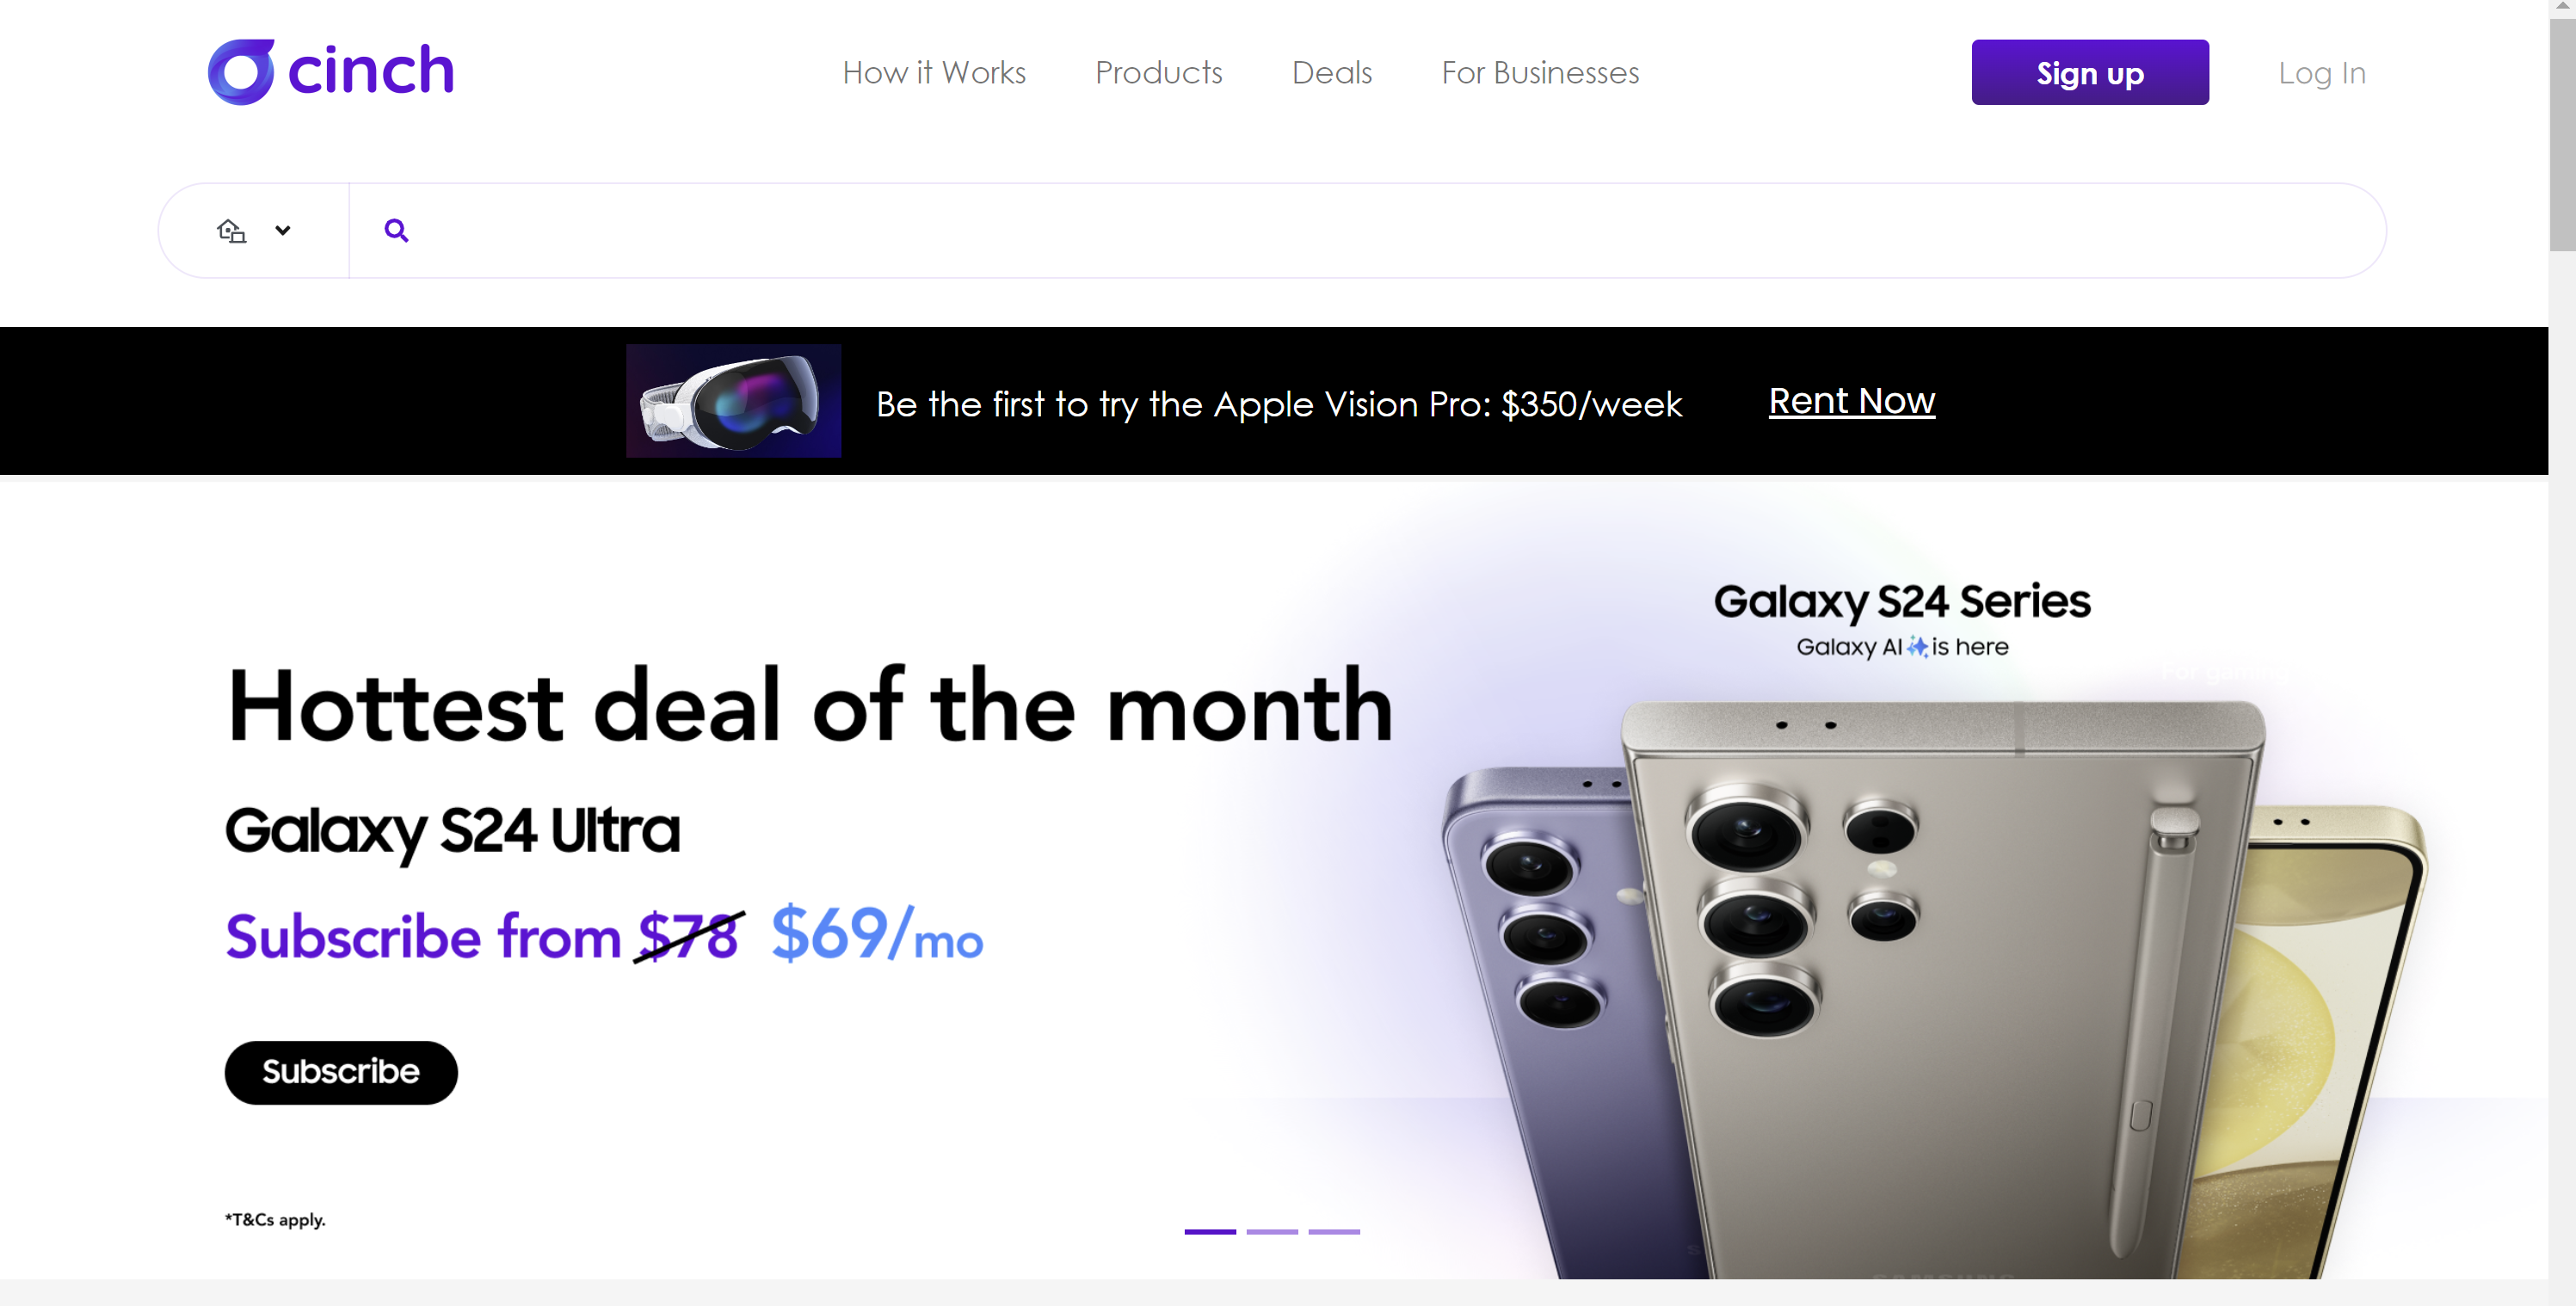 cinch
How it Works
Products
Deals
For Businesses
Sign up
Log In
Be the first to try the Apple Vision Pro: $350/week
Rent Now
Galaxy S24 Series
Galaxy AI is here
Hottest deal of the month
Galaxy S24 Ultra
Subscribe from $78 $69/mo
Subscribe
*T&Cs apply.